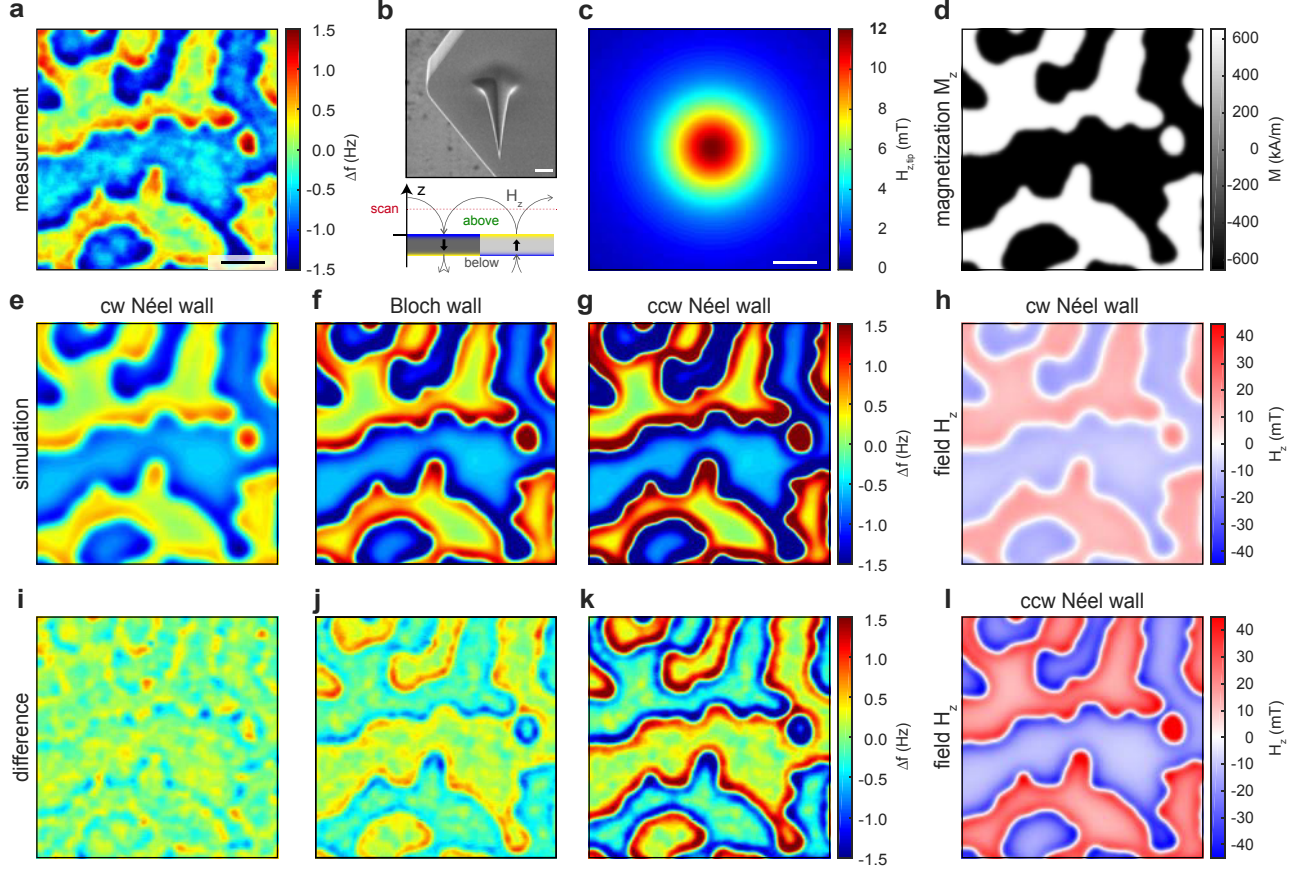 a
b
c
d
measurement
1.5
1.0
0.5
0.0
-0.5
-1.0
-1.5
Δf (Hz)
z
H_z
scan
above
below
12
10
8
6
4
2
0
H_z,tip (mT)
magnetization M_z
600
400
200
0
-200
-400
-600
M (kA/m)
e
cw Néel wall
f
Bloch wall
g
ccw Néel wall
h
cw Néel wall
simulation
1.5
1.0
0.5
0.0
-0.5
-1.0
-1.5
Δf (Hz)
field H_z
40
30
20
10
0
-10
-20
-30
-40
H_z (mT)
i
j
k
l
ccw Néel wall
difference
1.5
1.0
0.5
0.0
-0.5
-1.0
-1.5
Δf (Hz)
field H_z
40
30
20
10
0
-10
-20
-30
-40
H_z (mT)